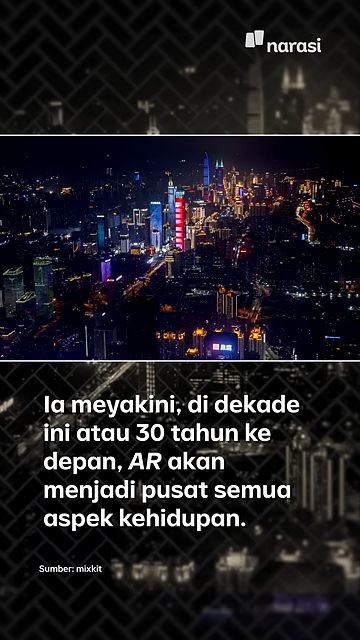 narasi
Ia meyakini, di dekade
ini atau 30 tahun ke
depan, AR akan
menjadi pusat semua
aspek kehidupan.
Sumber: mixkit